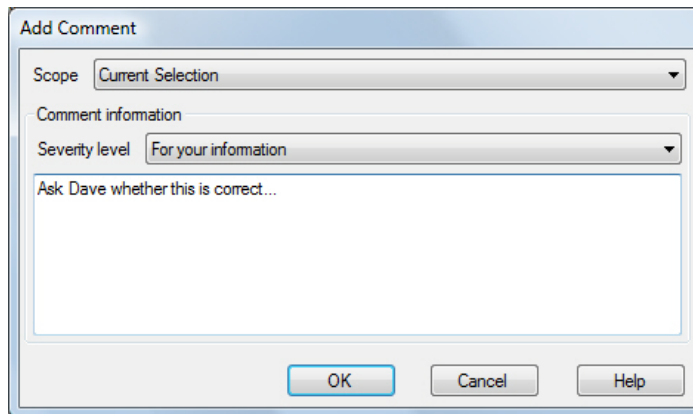 Add Comment
Scope Current Selection
Comment information
Severity level For your information
Ask Dave whether this is correct...
OK Cancel Help